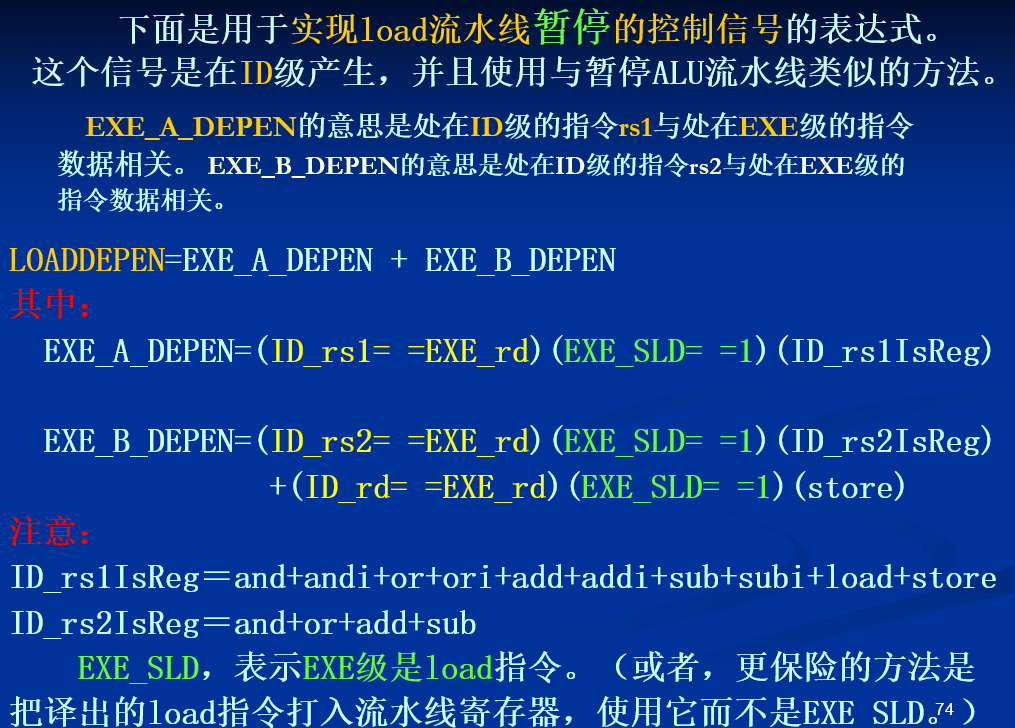 下面是用于实现load流水线暂停的控制信号的表达式。
这个信号是在ID级产生，并且使用与暂停ALU流水线类似的方法。
EXE_A_DEPEN的意思是处在ID级的指令rs1与处在EXE级的指令
数据相关。 EXE_B_DEPEN的意思是处在ID级的指令rs2与处在EXE级的
指令数据相关。
LOADDEPEN=EXE_A_DEPEN + EXE_B_DEPEN
其中：
EXE_A_DEPEN=(ID_rs1= =EXE_rd)(EXE_SLD= =1)(ID_rs1IsReg)
EXE_B_DEPEN=(ID_rs2= =EXE_rd)(EXE_SLD= =1)(ID_rs2IsReg)
+(ID_rd= =EXE_rd)(EXE_SLD= =1)(store)
注意：
ID_rs1IsReg＝and+andi+or+ori+add+addi+sub+subi+load+store
ID_rs2IsReg＝and+or+add+sub
EXE_SLD，表示EXE级是load指令。（或者，更保险的方法是
把译出的load指令打入流水线寄存器，使用它而不是EXE_SLD。）
74